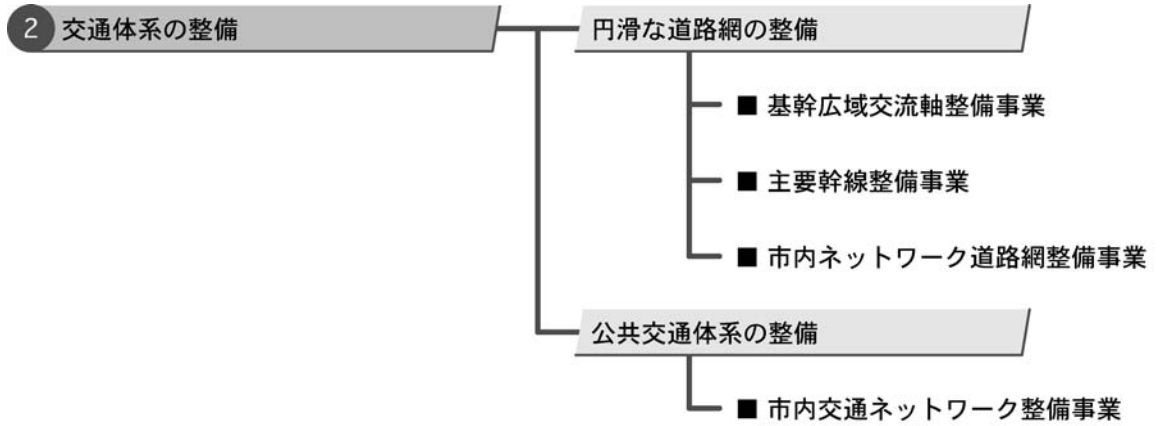 2 交通体系の整備
円滑な道路網の整備
■ 基幹広域交流軸整備事業
■ 主要幹線整備事業
■ 市内ネットワーク道路網整備事業
公共交通体系の整備
■ 市内交通ネットワーク整備事業